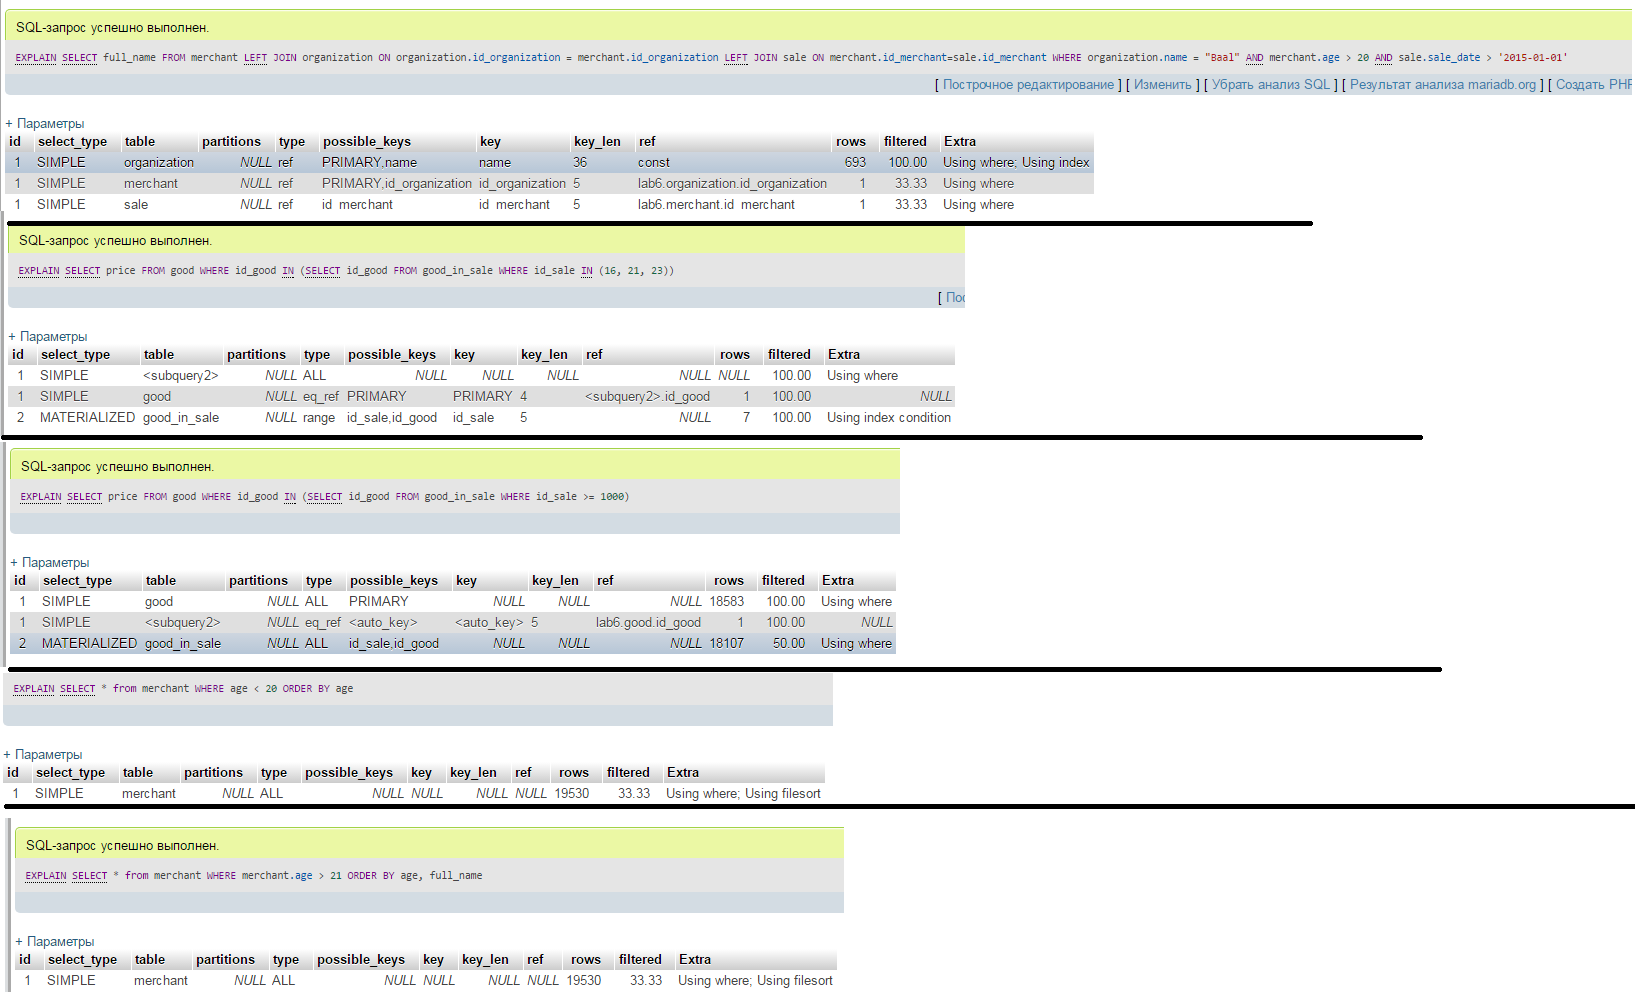 SQL-запрос успешно выполнен.
EXPLAIN SELECT full_name FROM merchant LEFT JOIN organization ON organization.id_organization = merchant.id_organization LEFT JOIN sale ON merchant.id_merchant=sale.id_merchant WHERE organization.name = "Baal" AND merchant.age > 20 AND sale.sale_date > '2015-01-01'
[ Построчное редактирование ] [ Изменить ] [ Убрать анализ SQL ] [ Результат анализа mariadb.org ] [ Создать PHP
+ Параметры
id select_type table partitions type possible_keys key key_len ref rows filtered Extra
1 SIMPLE organization NULL ref PRIMARY,name name 36 const 693 100.00 Using where; Using index
1 SIMPLE merchant NULL ref PRIMARY,id_organization id_organization 5 lab6.organization.id_organization 1 33.33 Using where
1 SIMPLE sale NULL ref id_merchant id_merchant 5 lab6.merchant.id_merchant 1 33.33 Using where
SQL-запрос успешно выполнен.
EXPLAIN SELECT price FROM good WHERE id_good IN (SELECT id_good FROM good_in_sale WHERE id_sale IN (16, 21, 23))
[ Пос
+ Параметры
id select_type table partitions type possible_keys key key_len ref rows filtered Extra
1 SIMPLE <subquery2> NULL ALL NULL NULL NULL NULL NULL 100.00 Using where
1 SIMPLE good NULL eq_ref PRIMARY PRIMARY 4 <subquery2>.id_good 1 100.00 NULL
2 MATERIALIZED good_in_sale NULL range id_sale,id_good id_sale 5 NULL 7 100.00 Using index condition
SQL-запрос успешно выполнен.
EXPLAIN SELECT price FROM good WHERE id_good IN (SELECT id_good FROM good_in_sale WHERE id_sale >= 1000)
+ Параметры
id select_type table partitions type possible_keys key key_len ref rows filtered Extra
1 SIMPLE good NULL ALL PRIMARY NULL NULL NULL 18583 100.00 Using where
1 SIMPLE <subquery2> NULL eq_ref <auto_key> <auto_key> 5 lab6.good.id_good 1 100.00 NULL
2 MATERIALIZED good_in_sale NULL ALL id_sale,id_good NULL NULL NULL 18107 50.00 Using where
EXPLAIN SELECT * from merchant WHERE age < 20 ORDER BY age
+ Параметры
id select_type table partitions type possible_keys key key_len ref rows filtered Extra
1 SIMPLE merchant NULL ALL NULL NULL NULL NULL 19530 33.33 Using where; Using filesort
SQL-запрос успешно выполнен.
EXPLAIN SELECT * from merchant WHERE merchant.age > 21 ORDER BY age, full_name
+ Параметры
id select_type table partitions type possible_keys key key_len ref rows filtered Extra
1 SIMPLE merchant NULL ALL NULL NULL NULL NULL 19530 33.33 Using where; Using filesort